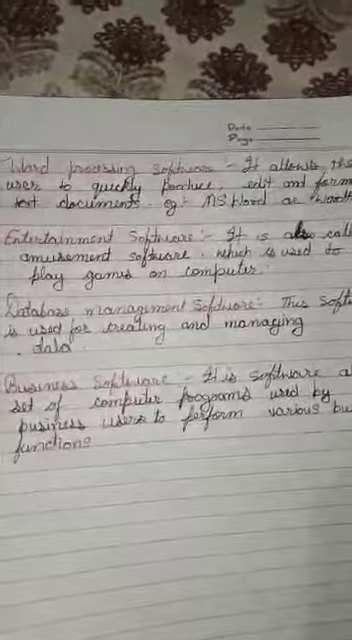 Date
Page
Word processing Software :- It allows the
user to quickly produce, edit and form
text documents. eg:- MS Word or
Entertainment Software :- It is also call
amusement software. which is used to
play games on computer.
Database management Software :- This soft
is used for creating and managing
data.
Business Software - It is software a
set of computer programs used by
business users to perform various bu
functions